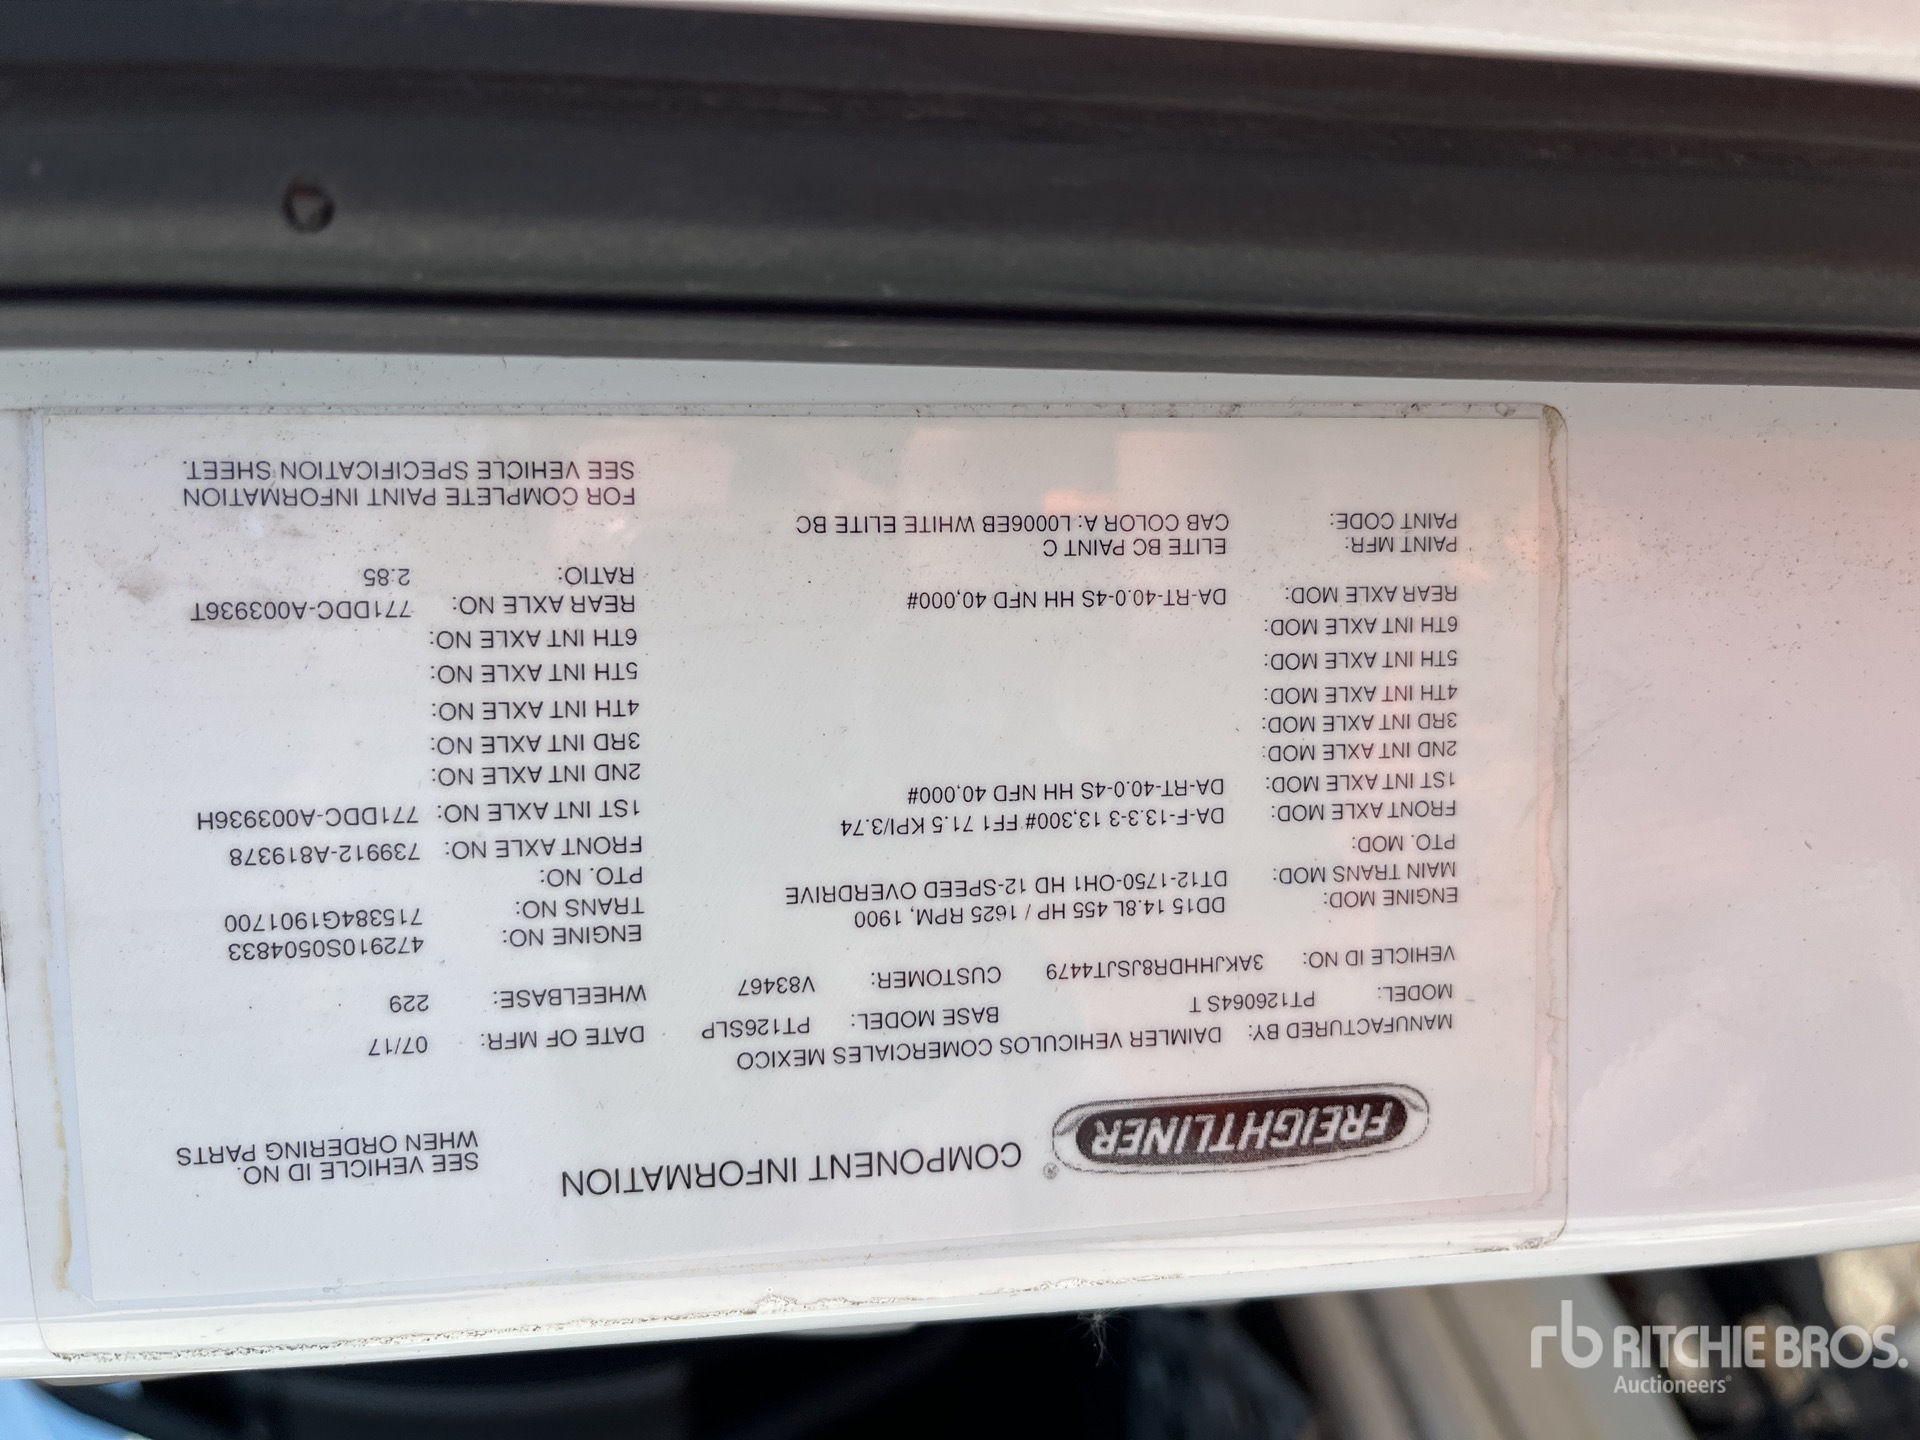 FREIGHTLINER® COMPONENT INFORMATION
SEE VEHICLE ID NO.
WHEN ORDERING PARTS
MANUFACTURED BY: DAIMLER VEHICULOS COMERCIALES MEXICO DATE OF MFR: 07/17
MODEL: PT126064S T BASE MODEL: PT126SLP WHEELBASE: 229
VEHICLE ID NO: 3AKJHHDR8JSJT4479 CUSTOMER: V83467
ENGINE MOD: DD15 14.8L 455 HP / 1625 RPM, 1900 ENGINE NO: 472910S0504833
MAIN TRANS MOD: DT12-1750-OH1 HD 12-SPEED OVERDRIVE TRANS NO: 715384G1901700
PTO. MOD: PTO. NO:
FRONT AXLE MOD: DA-F-13.3-3 13,300# FF1 71.5 KPI/3.74 FRONT AXLE NO: 739912-A819378
1ST INT AXLE MOD: DA-RT-40.0-4S HH NFD 40,000# 1ST INT AXLE NO: 771DDC-A003936H
2ND INT AXLE MOD: 2ND INT AXLE NO:
3RD INT AXLE MOD: 3RD INT AXLE NO:
4TH INT AXLE MOD: 4TH INT AXLE NO:
5TH INT AXLE MOD: 5TH INT AXLE NO:
6TH INT AXLE MOD: 6TH INT AXLE NO:
REAR AXLE MOD: DA-RT-40.0-4S HH NFD 40,000# REAR AXLE NO: 771DDC-A003936T
RATIO: 2.85
PAINT MFR: ELITE BC PAINT C
PAINT CODE: CAB COLOR A: L0006EB WHITE ELITE BC
FOR COMPLETE PAINT INFORMATION
SEE VEHICLE SPECIFICATION SHEET.
rb RITCHIE BROS.
Auctioneers®